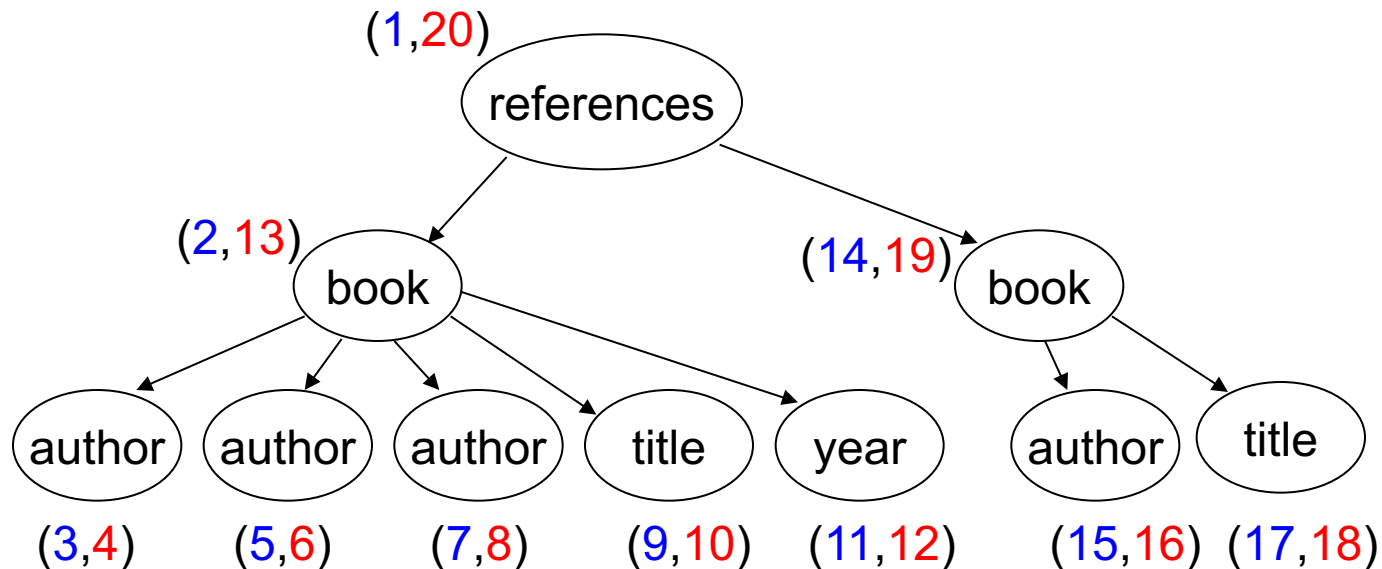 (1,20)
references
(2,13)
(14,19)
book
book
author
author
author
title
year
author
title
(3,4)
(5,6)
(7,8)
(9,10)
(11,12)
(15,16)
(17,18)